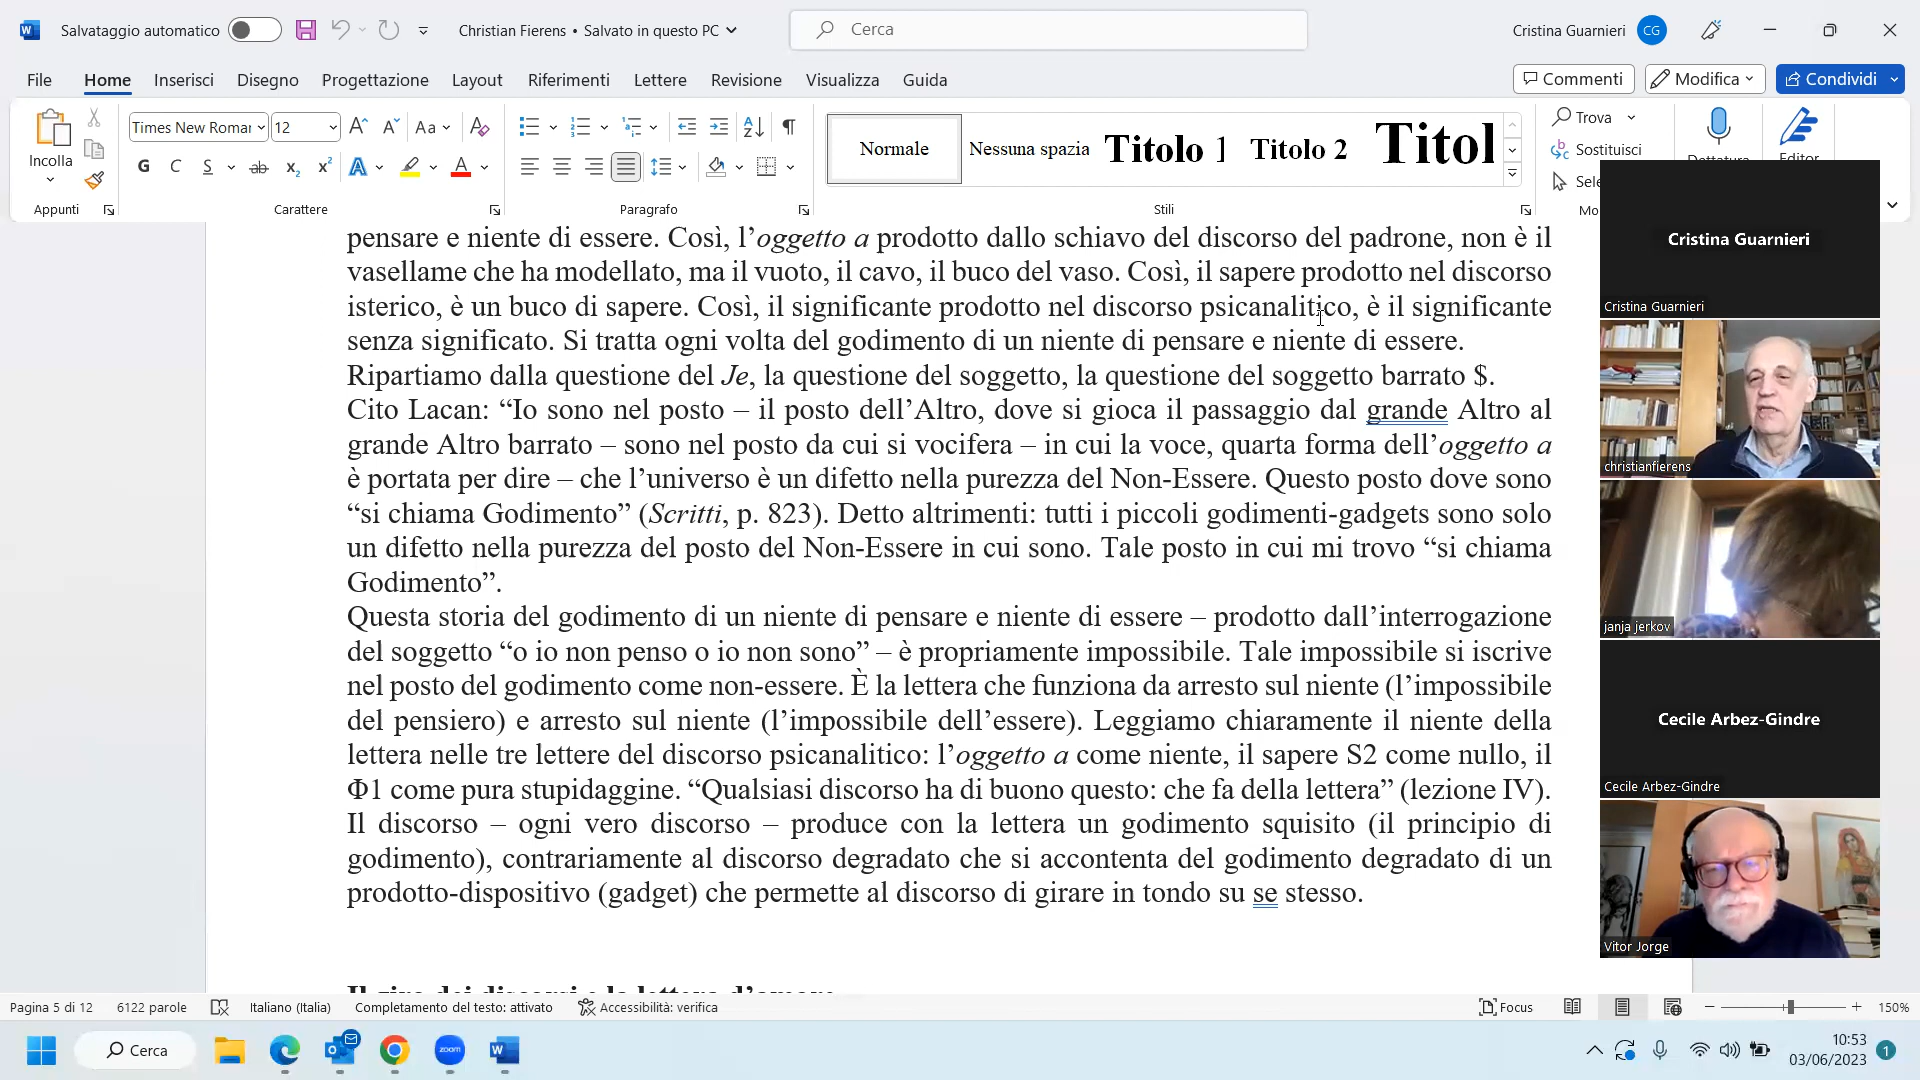 Salvataggio automatico
Christian Fierens • Salvato in questo PC
Cerca
Cristina Guarnieri
CG
File
Home
Inserisci
Disegno
Progettazione
Layout
Riferimenti
Lettere
Revisione
Visualizza
Guida
Commenti
Modifica
Condividi
Incolla
Times New Roman
12
Normale
Nessuna spazia
Titolo 1
Titolo 2
Titol
Trova
Sostituisci
Appunti
Carattere
Paragrafo
Stili
pensare e niente di essere. Così, l’oggetto a prodotto dallo schiavo del discorso del padrone, non è il
vasellame che ha modellato, ma il vuoto, il cavo, il buco del vaso. Così, il sapere prodotto nel discorso
isterico, è un buco di sapere. Così, il significante prodotto nel discorso psicanalitico, è il significante
senza significato. Si tratta ogni volta del godimento di un niente di pensare e niente di essere.
Ripartiamo dalla questione del Je, la questione del soggetto, la questione del soggetto barrato $.
Cito Lacan: “Io sono nel posto – il posto dell’Altro, dove si gioca il passaggio dal grande Altro al
grande Altro barrato – sono nel posto da cui si vocifera – in cui la voce, quarta forma dell’oggetto a
è portata per dire – che l’universo è un difetto nella purezza del Non-Essere. Questo posto dove sono
“si chiama Godimento” (Scritti, p. 823). Detto altrimenti: tutti i piccoli godimenti-gadgets sono solo
un difetto nella purezza del posto del Non-Essere in cui sono. Tale posto in cui mi trovo “si chiama
Godimento”.
Questa storia del godimento di un niente di pensare e niente di essere – prodotto dall’interrogazione
del soggetto “o io non penso o io non sono” – è propriamente impossibile. Tale impossibile si iscrive
nel posto del godimento come non-essere. È la lettera che funziona da arresto sul niente (l’impossibile
del pensiero) e arresto sul niente (l’impossibile dell’essere). Leggiamo chiaramente il niente della
lettera nelle tre lettere del discorso psicanalitico: l’oggetto a come niente, il sapere S2 come nullo, il
Φ1 come pura stupidaggine. “Qualsiasi discorso ha di buono questo: che fa della lettera” (lezione IV).
Il discorso – ogni vero discorso – produce con la lettera un godimento squisito (il principio di
godimento), contrariamente al discorso degradato che si accontenta del godimento degradato di un
prodotto-dispositivo (gadget) che permette al discorso di girare in tondo su se stesso.
Il giro dei discorsi e la lettera d’amore
Cristina Guarnieri
Cristina Guarnieri
christianfierens
janja jerkov
Cecile Arbez-Gindre
Cecile Arbez-Gindre
Vitor Jorge
Pagina 5 di 12
6122 parole
Italiano (Italia)
Completamento del testo: attivato
Accessibilità: verifica
Focus
150%
Cerca
zoom
10:53
03/06/2023
1